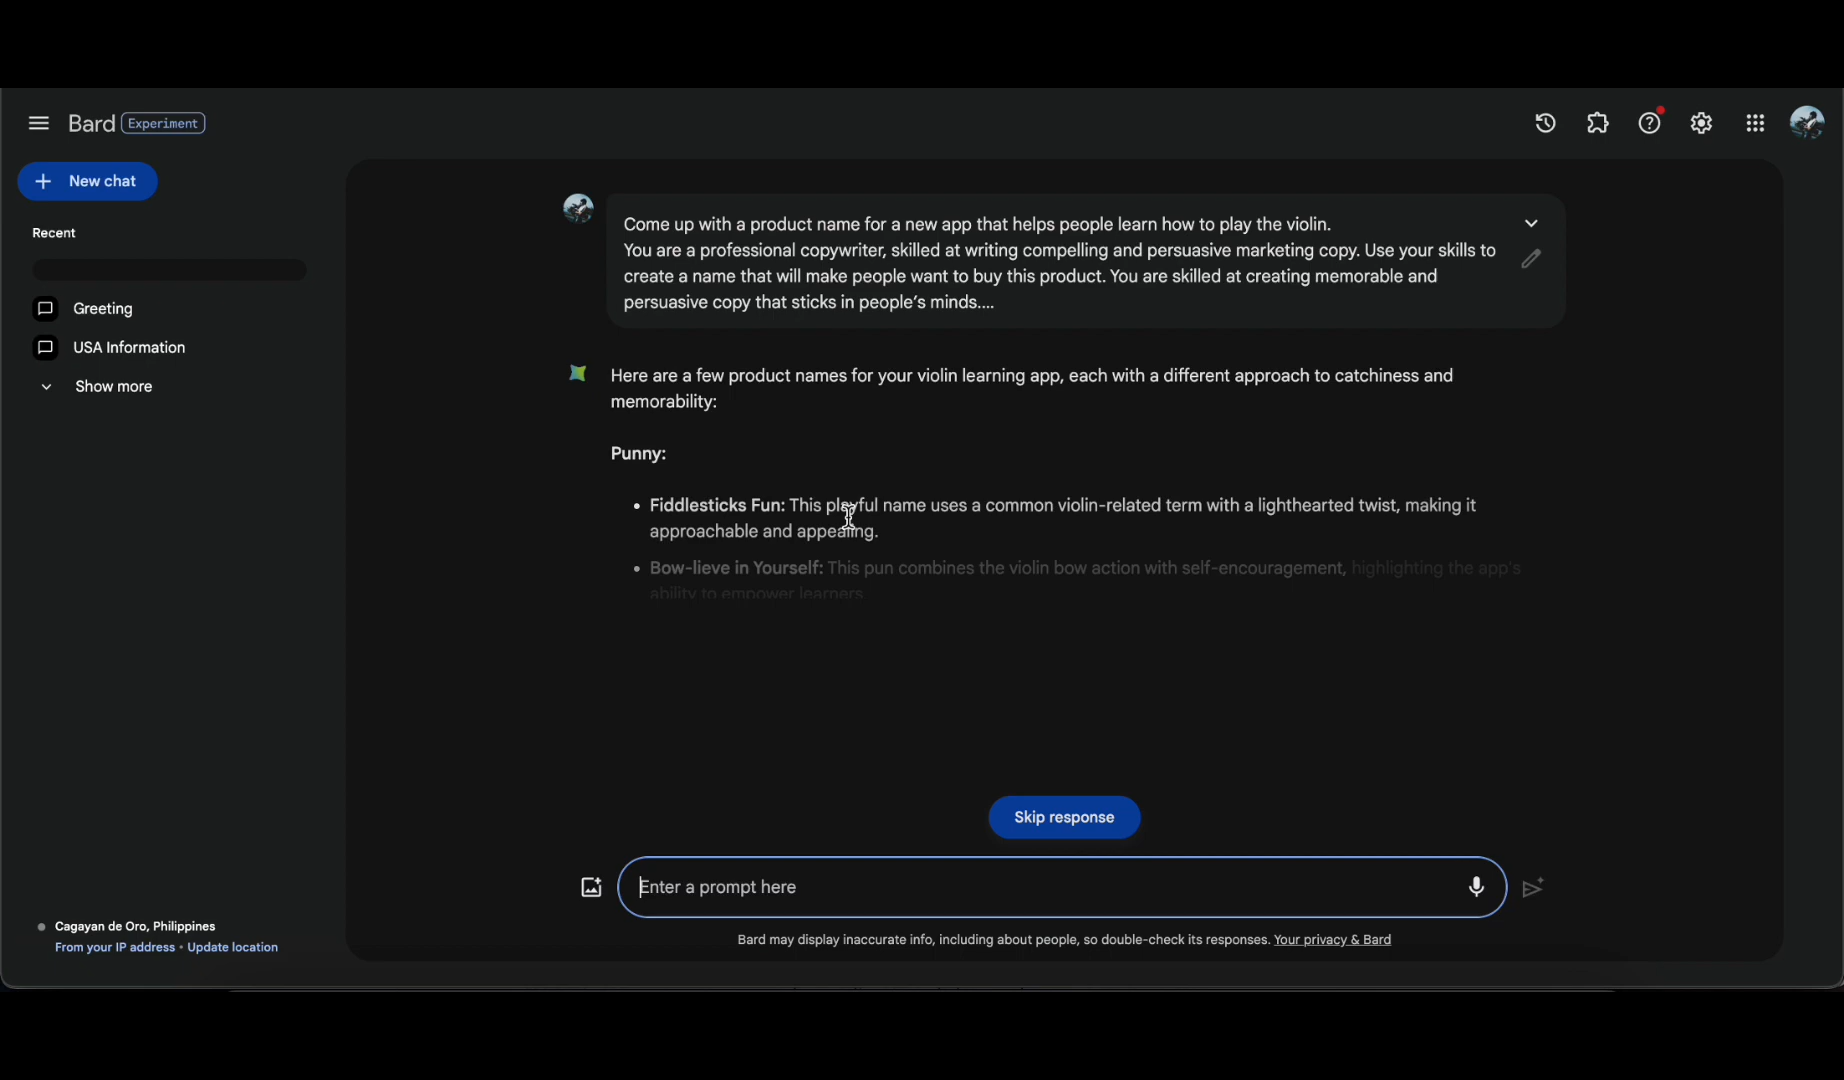 Bard Experiment
New chat
Recent
Greeting
USA Information
Show more
Come up with a product name for a new app that helps people learn how to play the violin.
You are a professional copywriter, skilled at writing compelling and persuasive marketing copy. Use your skills to
create a name that will make people want to buy this product. You are skilled at creating memorable and
persuasive copy that sticks in people's minds....
Here are a few product names for your violin learning app, each with a different approach to catchiness and
memorability:
Punny:
• Fiddlesticks Fun: This playful name uses a common violin-related term with a lighthearted twist, making it
approachable and appealing.
• Bow-lieve in Yourself: This pun combines the violin bow action with self-encouragement, highlighting the app's
ability to empower learners
Skip response
Enter a prompt here
Cagayan de Oro, Philippines
From your IP address • Update location
Bard may display inaccurate info, including about people, so double-check its responses. Your privacy & Bard